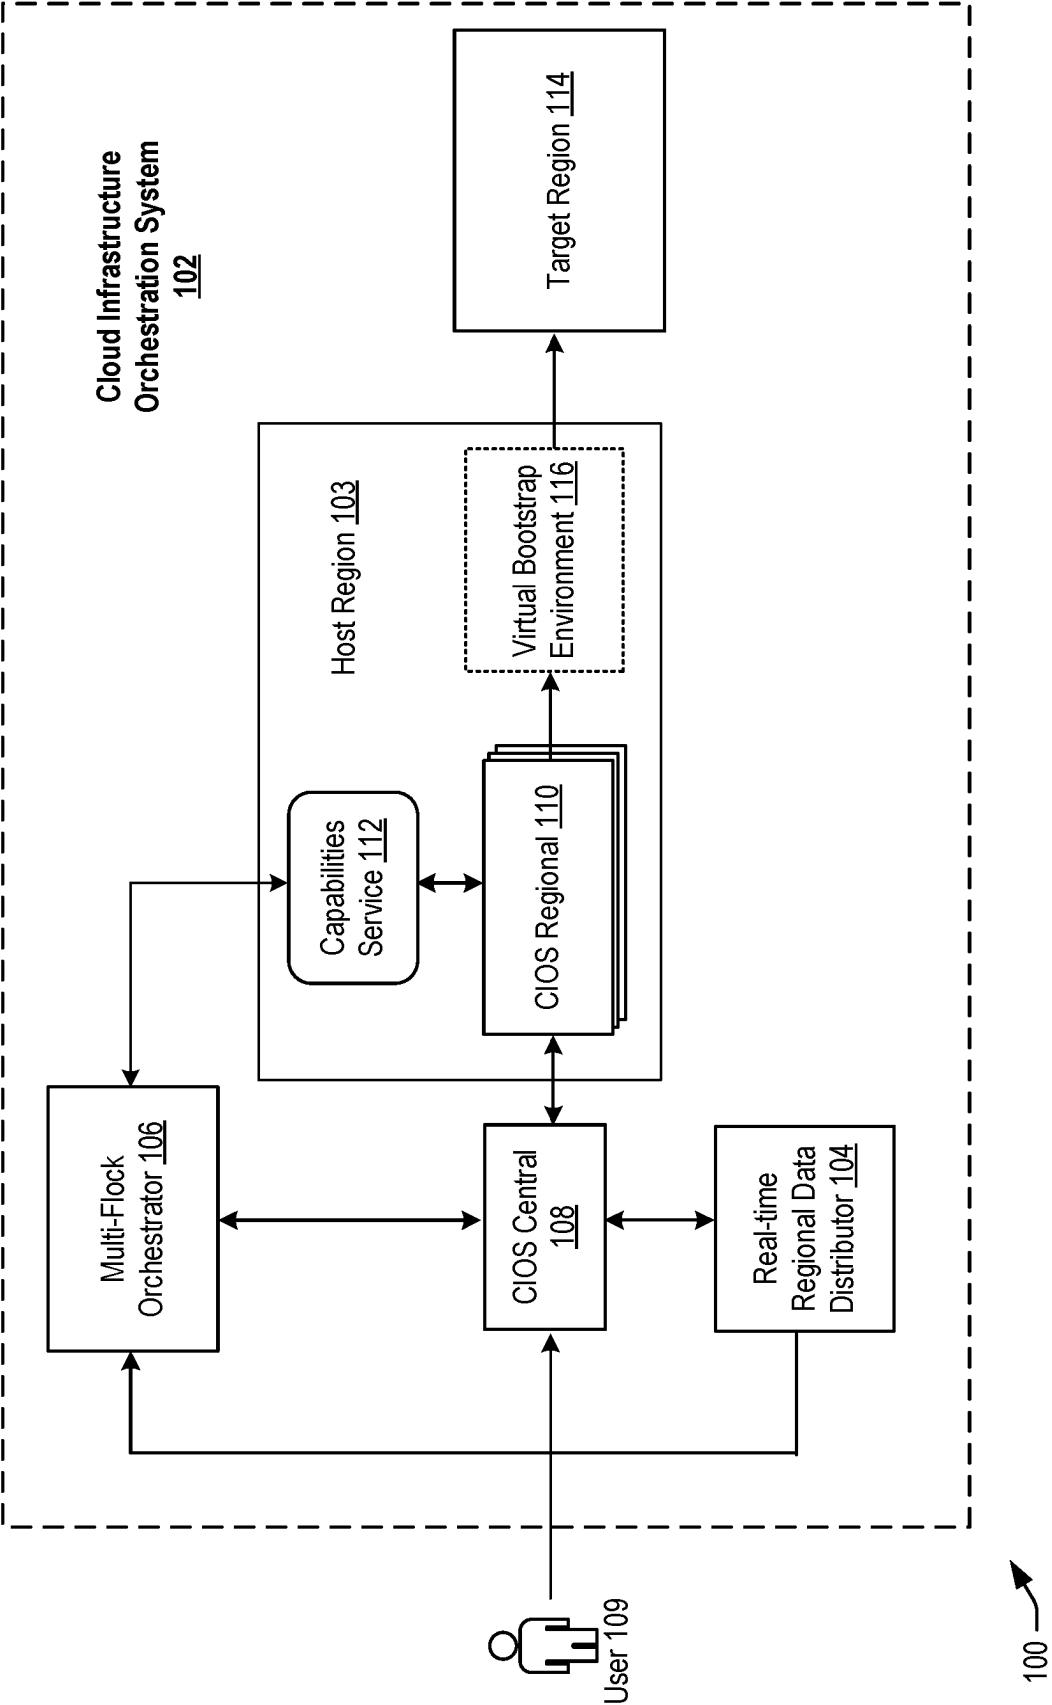 Cloud Infrastructure
Orchestration System
102
Multi-Flock
Orchestrator 106
Capabilities
Service 112
Host Region 103
User 109
CIOS Central
108
CIOS Regional 110
Virtual Bootstrap
Environment 116
Target Region 114
Real-time
Regional Data
Distributor 104
100